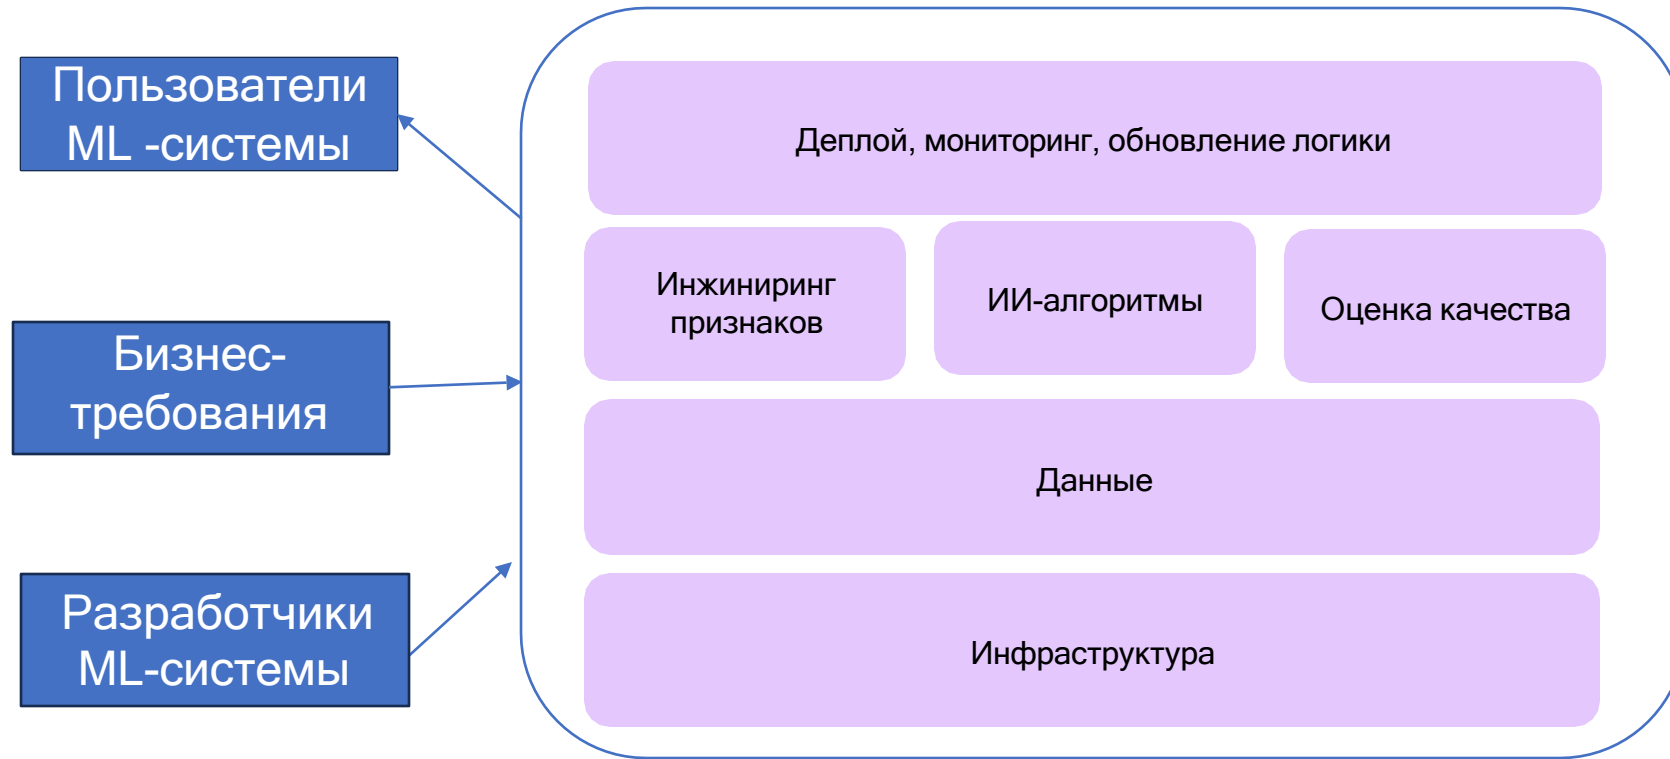 Пользователи
ML -системы
Бизнес-
требования
Разработчики
ML-системы
Деплой, мониторинг, обновление логики
Инжиниринг
признаков
ИИ-алгоритмы
Оценка качества
Данные
Инфраструктура